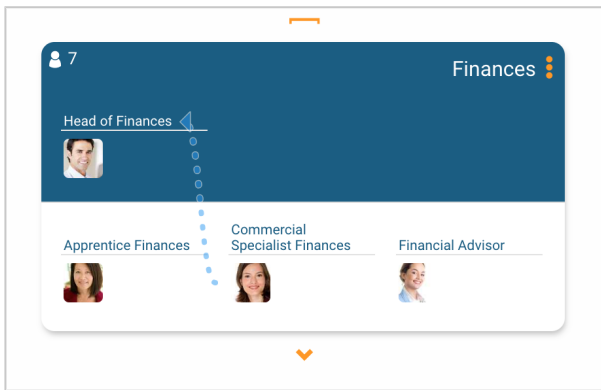 7
Finances
Head of Finances
Apprentice Finances
Commercial
Specialist Finances
Financial Advisor